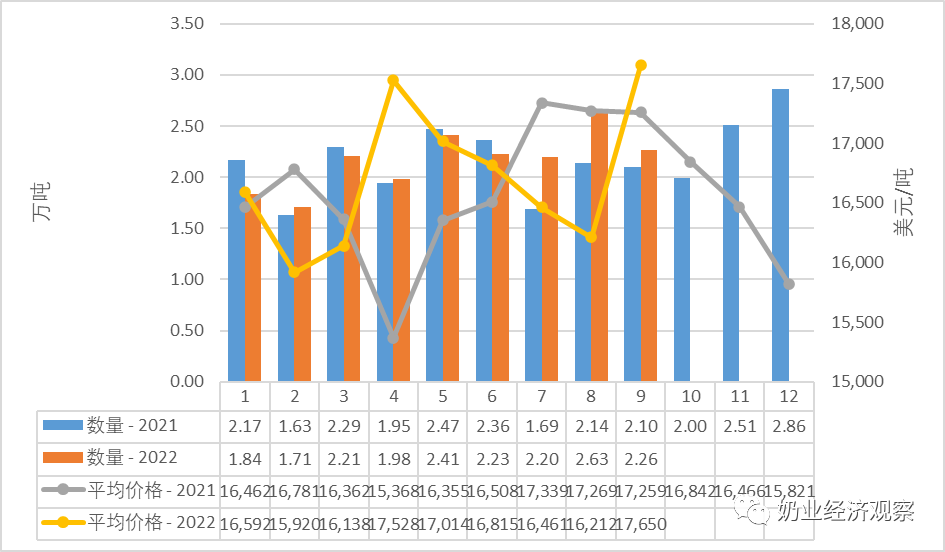 3.50 18,000
3.00 17,500
2.50 17,000
2.00 16,500
1.50 16,000
1.00 15,500
0.50 15,000
0.00
万吨
美元/吨
1 2 3 4 5 6 7 8 9 10 11 12
数量 - 2021 2.17 1.63 2.29 1.95 2.47 2.36 1.69 2.14 2.10 2.00 2.51 2.86
数量 - 2022 1.84 1.71 2.21 1.98 2.41 2.23 2.20 2.63 2.26
平均价格 - 2021 16,462 16,781 16,362 15,368 16,355 16,508 17,339 17,269 17,259 16,842 16,466 15,821
平均价格 - 2022 16,592 15,920 16,138 17,528 17,014 16,815 16,461 16,212 17,650
奶业经济观察